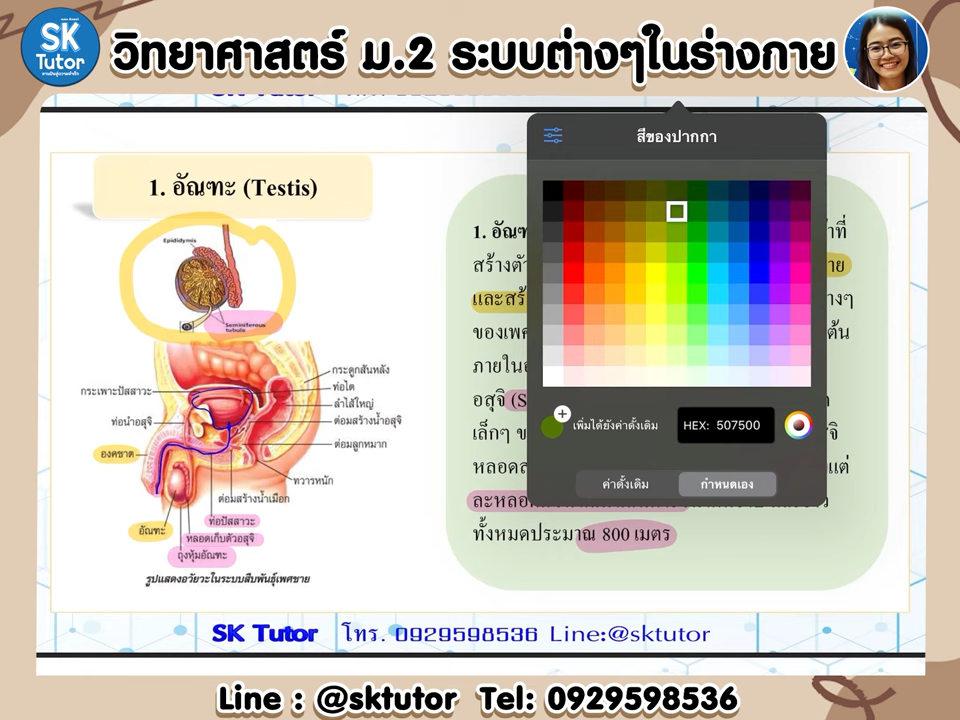 SK
Tutor
วิทยาศาสตร์ ม.2 ระบบต่างๆในร่างกาย
1. อัณฑะ (Testis)
Epididymis
Seminiferous
tubule
กระเพาะปัสสาวะ
ท่อนำอสุจิ
องคชาต
อัณฑะ
กระดูกสันหลัง
ท่อไต
ลำไส้ใหญ่
ต่อมสร้างน้ำอสุจิ
ต่อมลูกหมาก
ทวารหนัก
ต่อมสร้างน้ำเมือก
ท่อปัสสาวะ
หลอดเก็บตัวอสุจิ
ถุงหุ้มอัณฑะ
รูปแสดงอวัยวะในระบบสืบพันธุ์เพศชาย
สีของปากกา
เพิ่มได้ยังค่าดั้งเดิม
HEX: 507500
ค่าดั้งเดิม
กำหนดเอง
1. อัณฑ
สร้างตัว
และสร้
ของเพศ
ภายใน
อสุจิ (S
เล็กๆ ข
หลอดส
ละหลอด
ทั้งหมดประมาณ 800 เมตร
SK Tutor โทร. 0929598536 Line:@sktutor
Line : @sktutor Tel: 0929598536